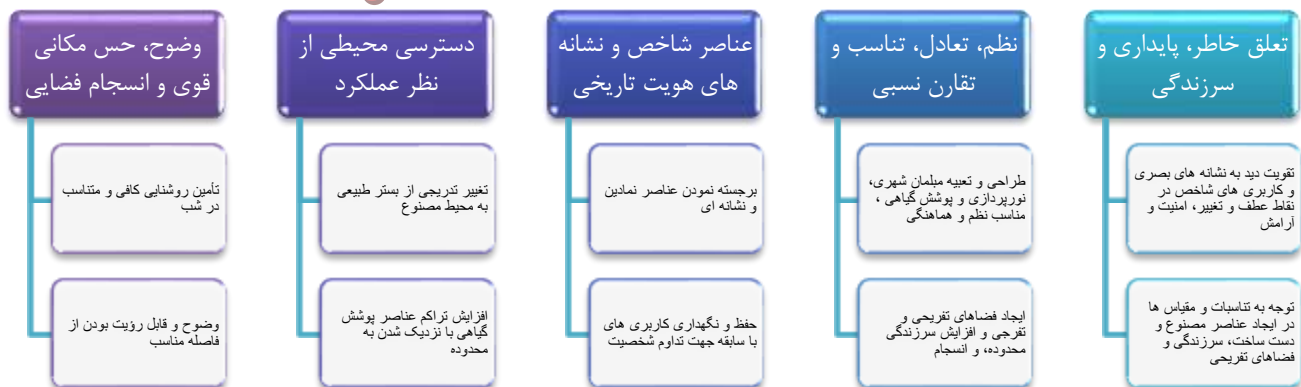 تعلق خاطر، پایداری و
سرزندگی
تقویت دید به نشانه های بصری
و کاربری های شاخص در
نقاط عطف و تغییر، امنیت و
آرامش
توجه به تناسبات و مقیاس ها
در ایجاد عناصر مصنوع و
دست ساخت، سرزندگی و
فضاهای تفریحی
نظم، تعادل، تناسب و
تقارن نسبی
طراحی و تعبیه مبلمان شهری،
نورپردازی و پوشش گیاهی ،
مناسب نظم و هماهنگی
ایجاد فضاهای تفریحی و
تفرجی و افزایش سرزندگی
محدوده، و انسجام
عناصر شاخص و نشانه
های هویت تاریخی
برجسته نمودن عناصر نمادین
و نشانه ای
حفظ و نگهداری کاربری های
با سابقه جهت تداوم شخصیت
دسترسی محیطی از
نظر عملکرد
تغییر تدریجی از بستر طبیعی
به محیط مصنوع
افزایش تراکم عناصر پوشش
گیاهی با نزدیک شدن به
محدوده
وضوح، حس مکانی
قوی و انسجام فضایی
تأمین روشنایی کافی و متناسب
در شب
وضوح و قابل رؤیت بودن از
فاصله مناسب